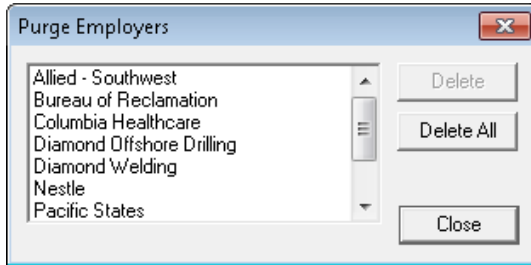 Purge Employers
Allied - Southwest
Bureau of Reclamation
Columbia Healthcare
Diamond Offshore Drilling
Diamond Welding
Nestle
Pacific States
Delete
Delete All
Close